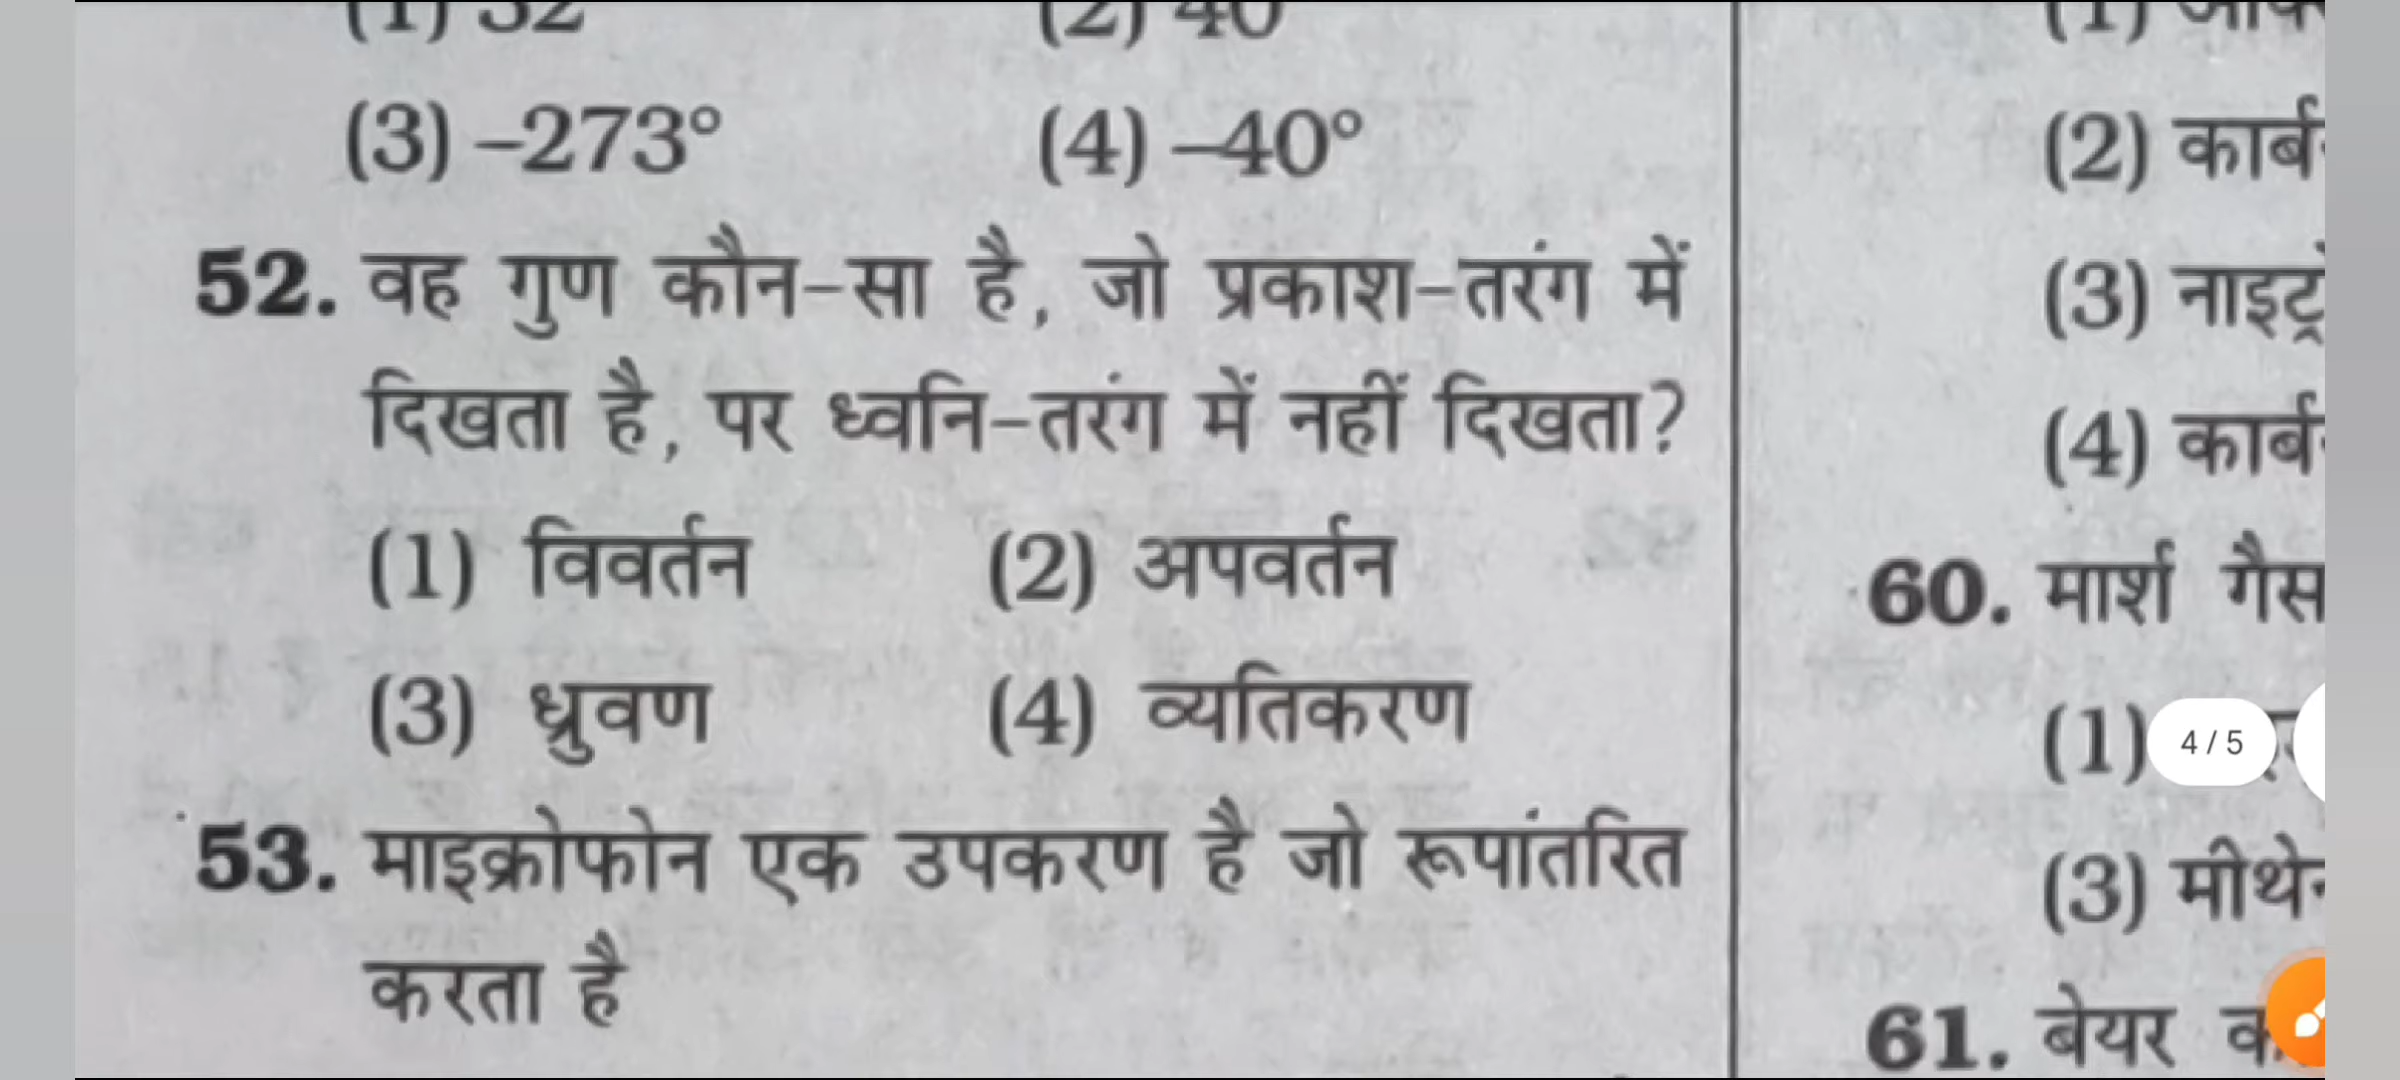 (3) –273° (4) –40°
52. वह गुण कौन-सा है, जो प्रकाश-तरंग में
दिखता है, पर ध्वनि-तरंग में नहीं दिखता?
(1) विवर्तन (2) अपवर्तन
(3) ध्रुवण (4) व्यतिकरण
53. माइक्रोफोन एक उपकरण है जो रूपांतरित
करता है
(1)
(2)
(3)
(4)
60. मार्श गैस
(1)
4 / 5
(3)
61. बेयर